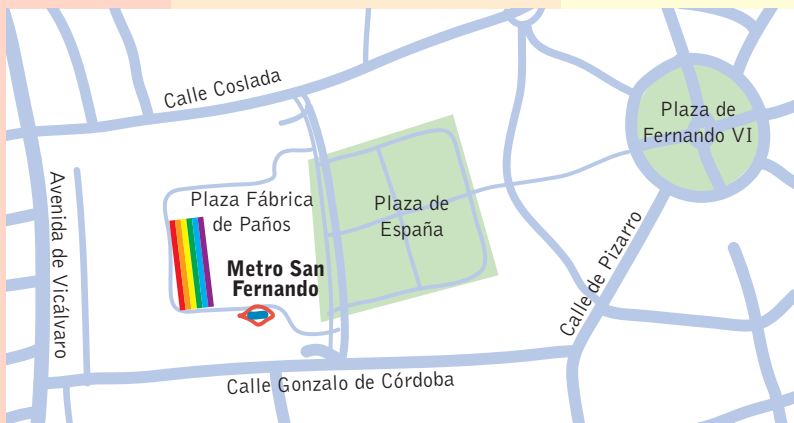 Calle Coslada
Plaza de
Fernando VI
Avenida de Vicálvaro
Plaza Fábrica
de Paños
Plaza de
España
Metro San
Fernando
Calle de Pizarro
Calle Gonzalo de Córdoba